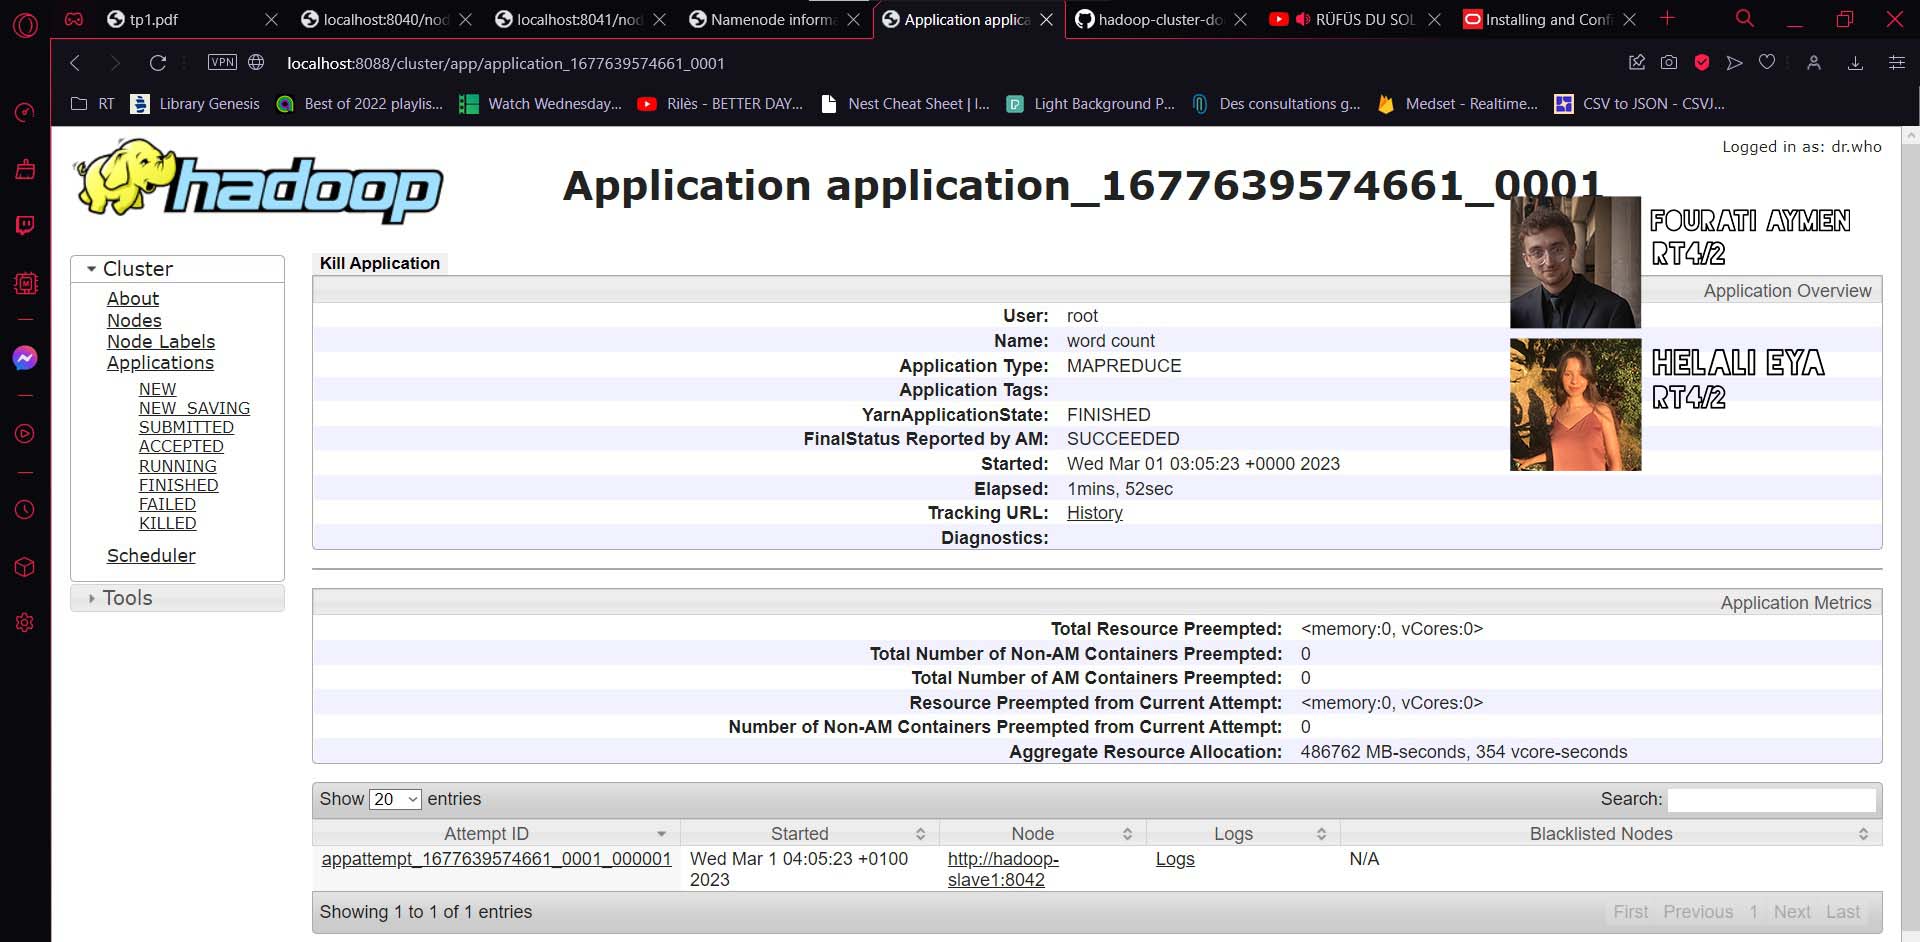 tp1.pdf
localhost:8040/nod
localhost:8041/nod
Namenode informa
Application applica
hadoop-cluster-do
RÜFÜS DU SOL
Installing and Confi
VPN
localhost:8088/cluster/app/application_1677639574661_0001
RT
Library Genesis
Best of 2022 playlis...
Watch Wednesday...
Rilès - BETTER DAY...
Nest Cheat Sheet | I...
Light Background P...
Des consultations g...
Medset - Realtime...
CSV to JSON - CSVJ...
hadoop
Application application_1677639574661_0001
Logged in as: dr.who
FOURATI AYMEN
RT4/2
HELALI EYA
RT4/2
Cluster
About
Nodes
Node Labels
Applications
NEW
NEW_SAVING
SUBMITTED
ACCEPTED
RUNNING
FINISHED
FAILED
KILLED
Scheduler
Tools
Kill Application
Application Overview
User: root
Name: word count
Application Type: MAPREDUCE
Application Tags:
YarnApplicationState: FINISHED
FinalStatus Reported by AM: SUCCEEDED
Started: Wed Mar 01 03:05:23 +0000 2023
Elapsed: 1mins, 52sec
Tracking URL: History
Diagnostics:
Application Metrics
Total Resource Preempted: <memory:0, vCores:0>
Total Number of Non-AM Containers Preempted: 0
Total Number of AM Containers Preempted: 0
Resource Preempted from Current Attempt: <memory:0, vCores:0>
Number of Non-AM Containers Preempted from Current Attempt: 0
Aggregate Resource Allocation: 486762 MB-seconds, 354 vcore-seconds
Show 20 entries
Search:
Attempt ID Started Node Logs Blacklisted Nodes
appattempt_1677639574661_0001_000001 Wed Mar 1 04:05:23 +0100 http://hadoop- Logs N/A
2023 slave1:8042
Showing 1 to 1 of 1 entries
First Previous 1 Next Last